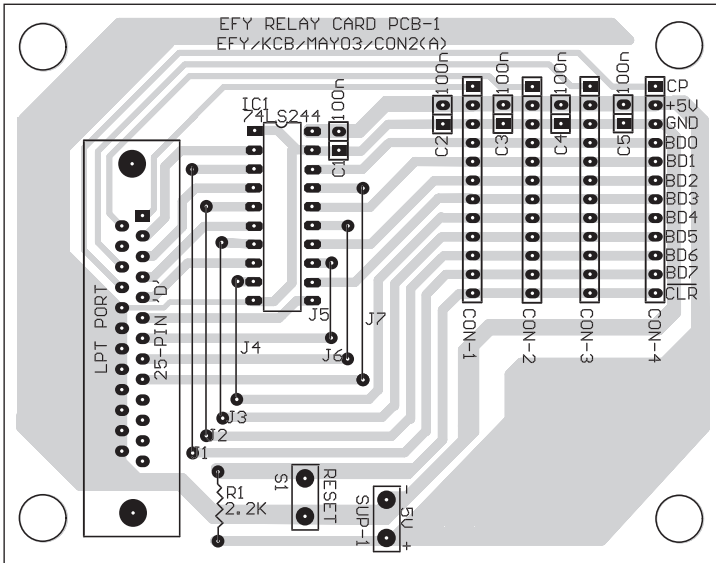 EFY RELAY CARD PCB-1
EFY/KCB/MAY03/CON2(A)
IC1
74LS244
100n
C1
100n
C2
100n
C3
100n
C4
100n
C5
CP
+5V
GND
BD0
BD1
BD2
BD3
BD4
BD5
BD6
BD7
CLR
CON-1
CON-2
CON-3
CON-4
LPT PORT
25-PIN 'D'
J5
J7
J6
J4
J3
J2
J1
R1
2.2K
S1
RESET
SUP-1
- 5V +